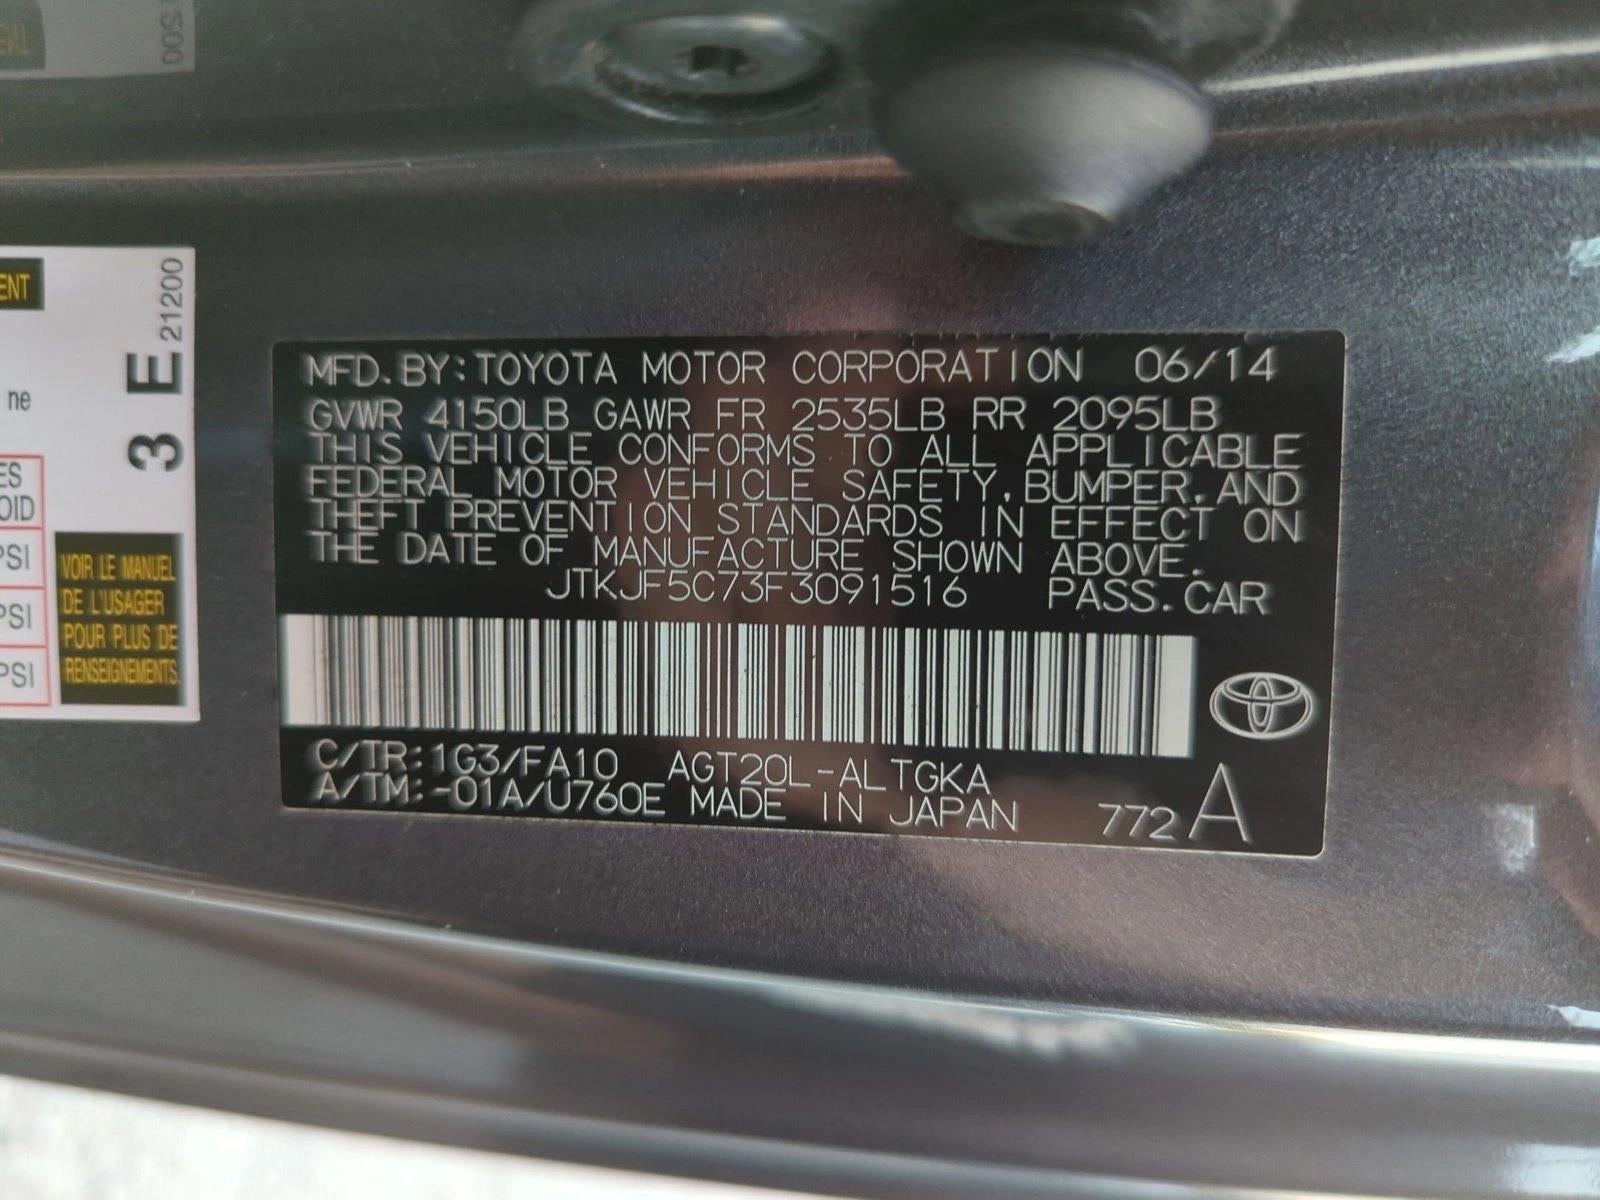 ENT
ne
ES
OID
PSI
PSI
PSI
3 E 21200
VOIR LE MANUEL
DE L'USAGER
POUR PLUS DE
RENSEIGNEMENTS.
MFD. BY: TOYOTA MOTOR CORPORATION 06/14
GVWR 4150LB GAWR FR 2535LB RR 2095LB
THIS VEHICLE CONFORMS TO ALL APPLICABLE
FEDERAL MOTOR VEHICLE SAFETY, BUMPER, AND
THEFT PREVENTION STANDARDS IN EFFECT ON
THE DATE OF MANUFACTURE SHOWN ABOVE.
JTKJF5C73F3091516 PASS. CAR
C/TR: 1G3/FA10 AGT20L-ALTGKA
A/TM: -01A/U760E MADE IN JAPAN 772 A